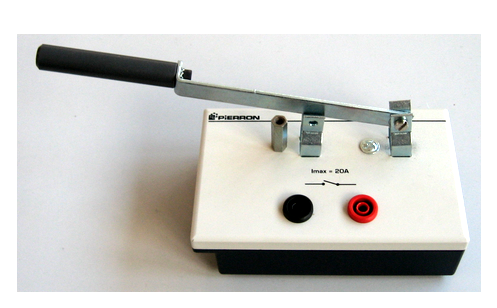 PIERRON
Imax = 20A